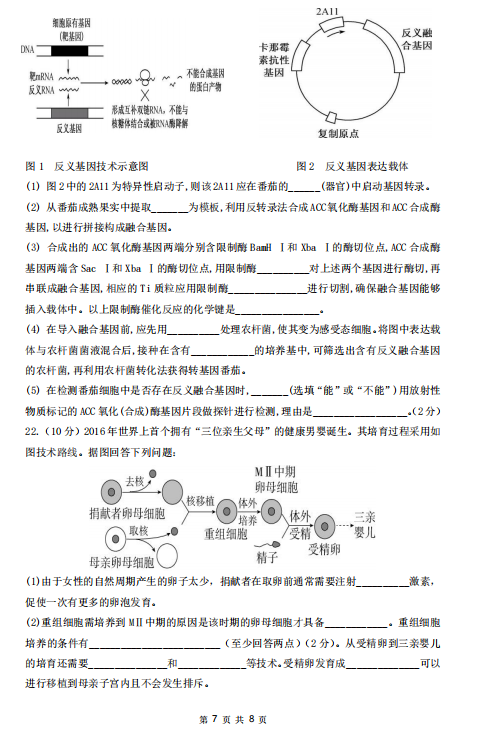 细胞原有基因
(靶基因)
DNA
靶mRNA
反义RNA
不能合成基因
的蛋白产物
形成互补双链RNA,不能与
核糖体结合或被RNA酶降解
反义基因
2A11
卡那霉
素抗性
基因
反义融
合基因
复制原点
图1 反义基因技术示意图 图2 反义基因表达载体
(1) 图2中的2A11为特异性启动子,则该2A11应在番茄的______(器官)中启动基因转录。
(2) 从番茄成熟果实中提取_______为模板,利用反转录法合成ACC氧化酶基因和ACC合成酶
基因,以进行拼接构成融合基因。
(3) 合成出的 ACC 氧化酶基因两端分别含限制酶BamH Ⅰ和Xba Ⅰ的酶切位点,ACC合成酶
基因两端含Sac Ⅰ和Xba Ⅰ的酶切位点,用限制酶__________对上述两个基因进行酶切,再
串联成融合基因,相应的Ti质粒应用限制酶_______________进行切割,确保融合基因能够
插入载体中。以上限制酶催化反应的化学键是________________。
(4) 在导入融合基因前,应先用__________处理农杆菌,使其变为感受态细胞。将图中表达载
体与农杆菌菌液混合后,接种在含有____________的培养基中,可筛选出含有反义融合基因
的农杆菌,再利用农杆菌转化法获得转基因番茄。
(5) 在检测番茄细胞中是否存在反义融合基因时,_______(选填“能”或“不能”)用放射性
物质标记的ACC氧化(合成)酶基因片段做探针进行检测,理由是__________________。(2分)
22.(10分)2016年世界上首个拥有“三位亲生父母”的健康男婴诞生。其培育过程采用如
图技术路线。据图回答下列问题:
去核
捐献者卵母细胞
取核
母亲卵母细胞
核移植
重组细胞
体外
培养
MⅡ中期
卵母细胞
精子
体外
受精
受精卵
三亲
婴儿
(1)由于女性的自然周期产生的卵子太少,捐献者在取卵前通常需要注射__________激素,
促使一次有更多的卵泡发育。
(2)重组细胞需培养到MⅡ中期的原因是该时期的卵母细胞才具备____________。重组细胞
培养的条件有_________________________(至少回答两点)(2分)。从受精卵到三亲婴儿
的培育还需要_______________和_____________等技术。受精卵发育成______________可以
进行移植到母亲子宫内且不会发生排斥。
第 7 页 共 8 页